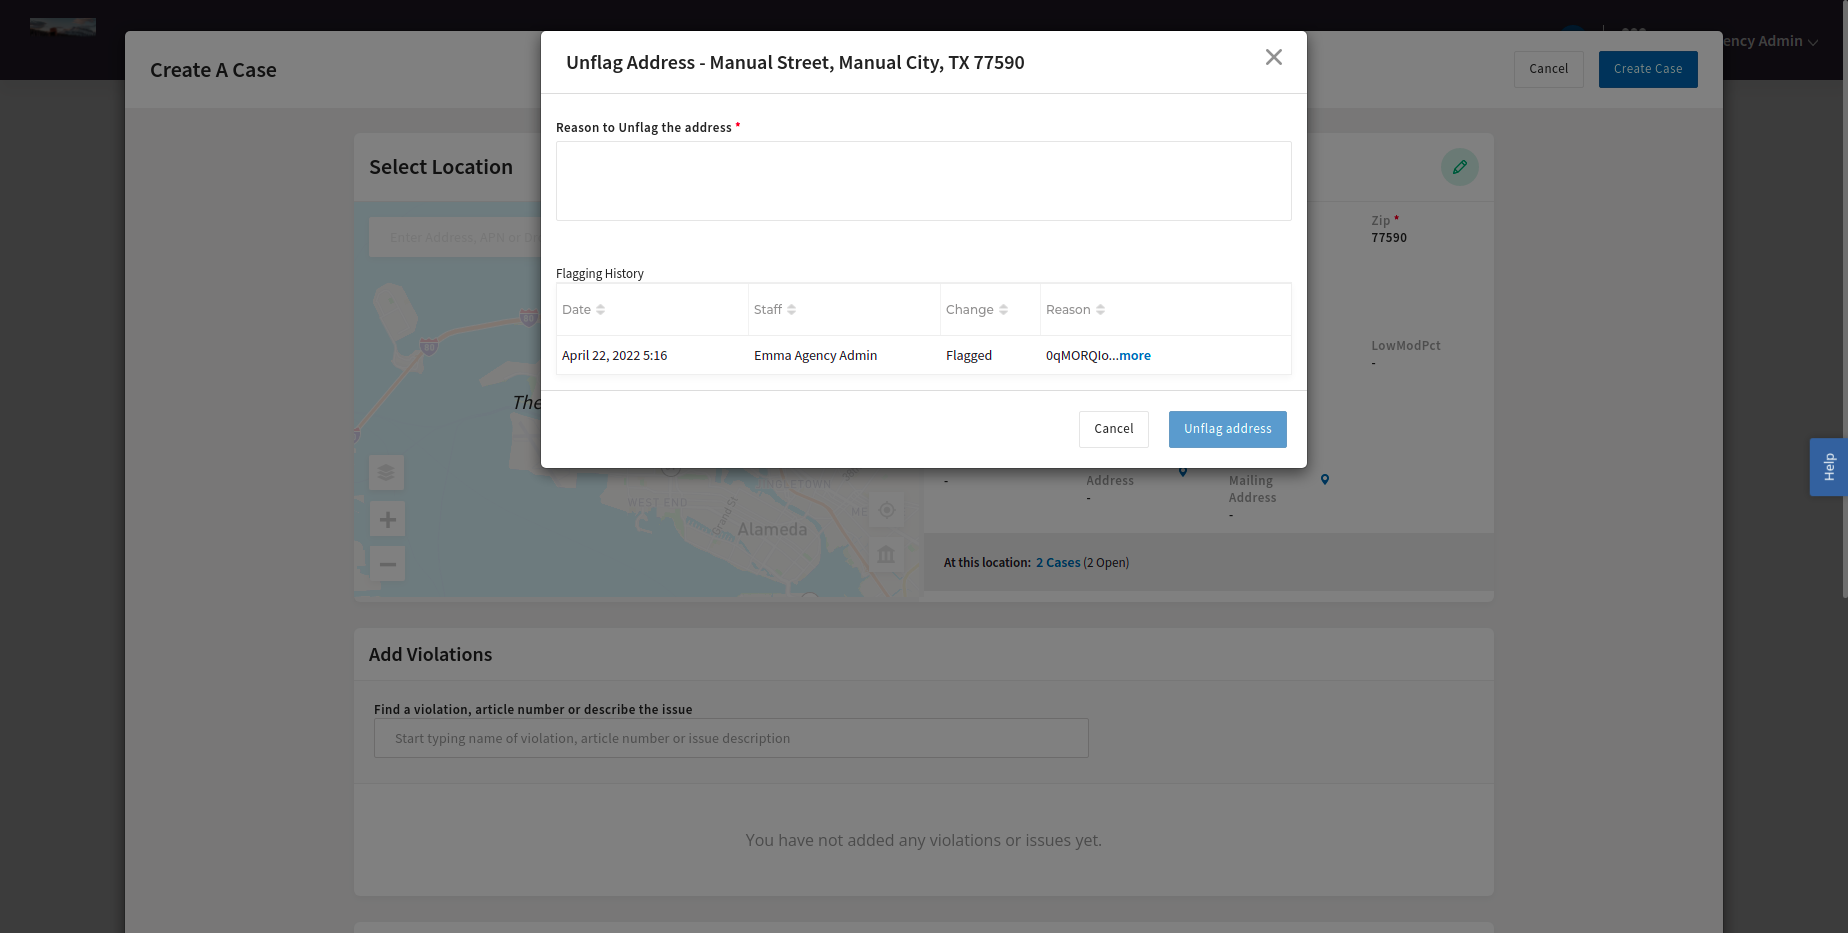 ency Admin
Create A Case
Cancel
Create Case
Unflag Address - Manual Street, Manual City, TX 77590
Reason to Unflag the address *
Flagging History
Date
Staff
Change
Reason
April 22, 2022 5:16
Emma Agency Admin
Flagged
0qMORQIo...more
Cancel
Unflag address
Select Location
Enter Address, APN or
80
80
The
WEST END
Grand St
Alameda
Zip *
77590
LowModPct
-
-
Address
-
Mailing
Address
-
At this location: 2 Cases (2 Open)
Help
Add Violations
Find a violation, article number or describe the issue
Start typing name of violation, article number or issue description
You have not added any violations or issues yet.